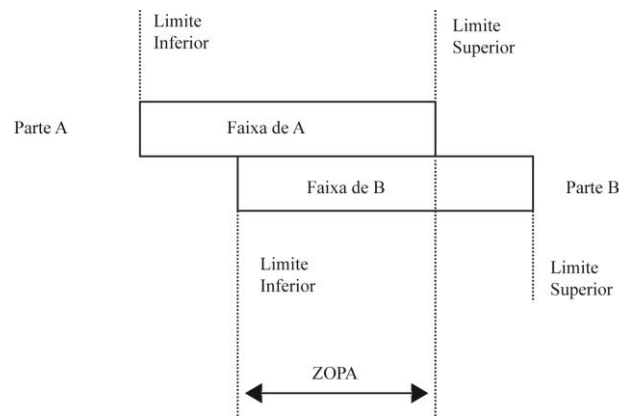 Limite
Inferior
Limite
Superior
Parte A
Faixa de A
Faixa de B
Parte B
Limite
Inferior
Limite
Superior
ZOPA